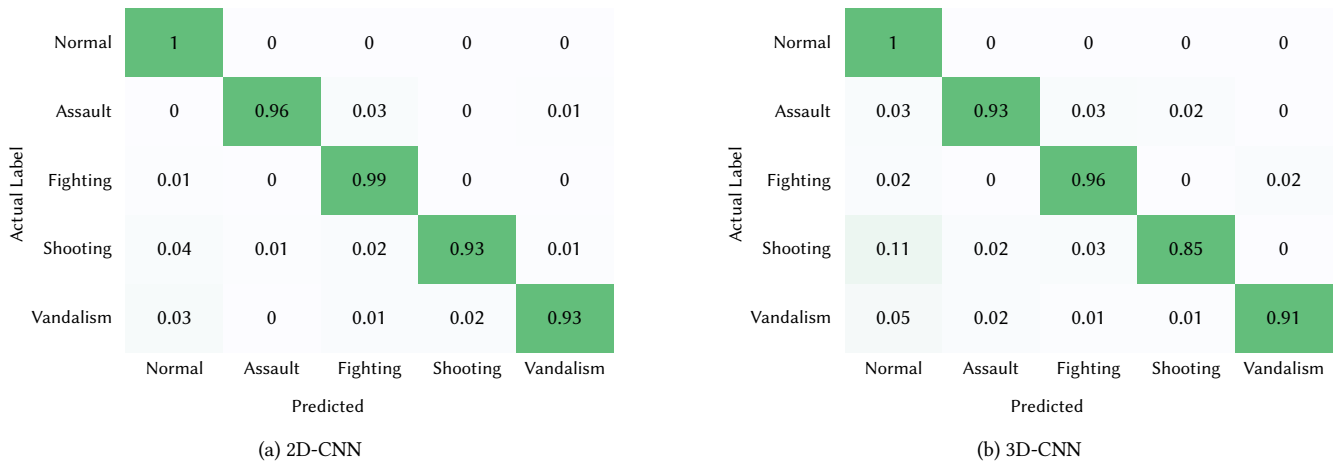 Actual Label
Normal 1 0 0 0 0
Assault 0 0.96 0.03 0 0.01
Fighting 0.01 0 0.99 0 0
Shooting 0.04 0.01 0.02 0.93 0.01
Vandalism 0.03 0 0.01 0.02 0.93
Normal Assault Fighting Shooting Vandalism
Predicted
(a) 2D-CNN
Actual Label
Normal 1 0 0 0 0
Assault 0.03 0.93 0.03 0.02 0
Fighting 0.02 0 0.96 0 0.02
Shooting 0.11 0.02 0.03 0.85 0
Vandalism 0.05 0.02 0.01 0.01 0.91
Normal Assault Fighting Shooting Vandalism
Predicted
(b) 3D-CNN